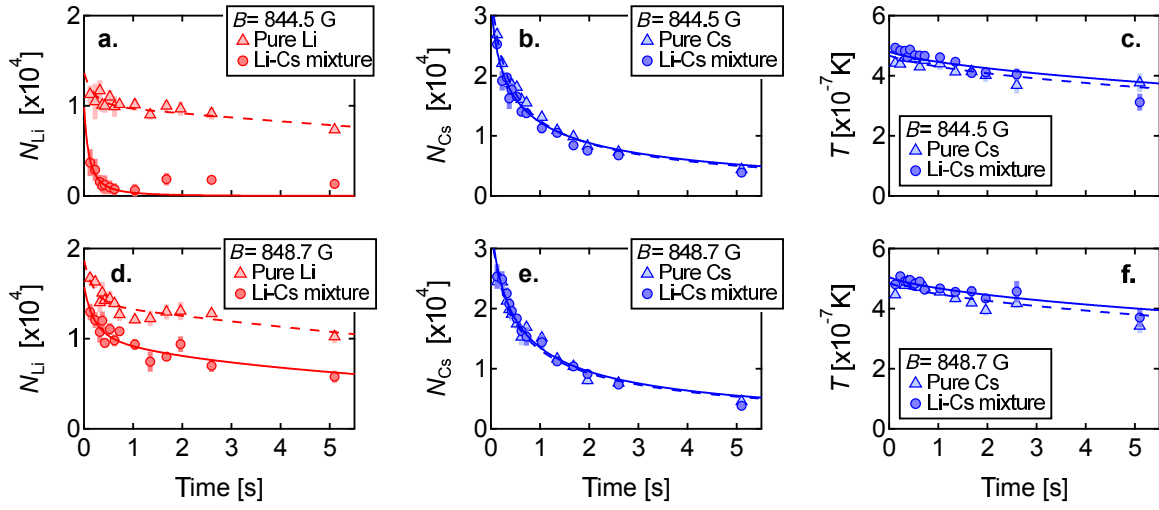 a.
B= 844.5 G
Pure Li
Li-Cs mixture
N_Li [x10^4]
2
1
0
b.
B= 844.5 G
Pure Cs
Li-Cs mixture
N_Cs [x10^4]
3
2
1
0
c.
B= 844.5 G
Pure Cs
Li-Cs mixture
T [x10^-7K]
6
4
2
0
d.
B= 848.7 G
Pure Li
Li-Cs mixture
N_Li [x10^4]
2
1
0
0 1 2 3 4 5
Time [s]
e.
B= 848.7 G
Pure Cs
Li-Cs mixture
N_Cs [x10^4]
3
2
1
0
0 1 2 3 4 5
Time [s]
f.
B= 848.7 G
Pure Cs
Li-Cs mixture
T [x10^-7K]
6
4
2
0
0 1 2 3 4 5
Time [s]